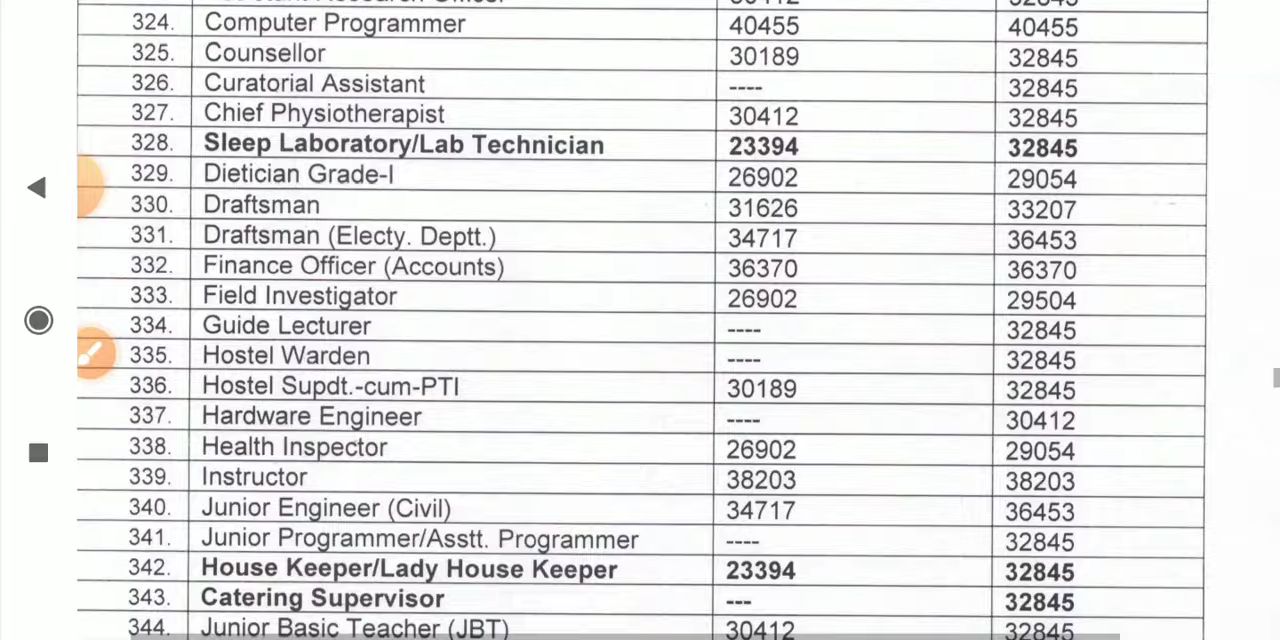 324. Computer Programmer 40455 40455
325. Counsellor 30189 32845
326. Curatorial Assistant ---- 32845
327. Chief Physiotherapist 30412 32845
328. Sleep Laboratory/Lab Technician 23394 32845
329. Dietician Grade-I 26902 29054
330. Draftsman 31626 33207
331. Draftsman (Electy. Deptt.) 34717 36453
332. Finance Officer (Accounts) 36370 36370
333. Field Investigator 26902 29504
334. Guide Lecturer ---- 32845
335. Hostel Warden ---- 32845
336. Hostel Supdt.-cum-PTI 30189 32845
337. Hardware Engineer ---- 30412
338. Health Inspector 26902 29054
339. Instructor 38203 38203
340. Junior Engineer (Civil) 34717 36453
341. Junior Programmer/Asstt. Programmer ---- 32845
342. House Keeper/Lady House Keeper 23394 32845
343. Catering Supervisor --- 32845
344. Junior Basic Teacher (JBT) 30412 32845